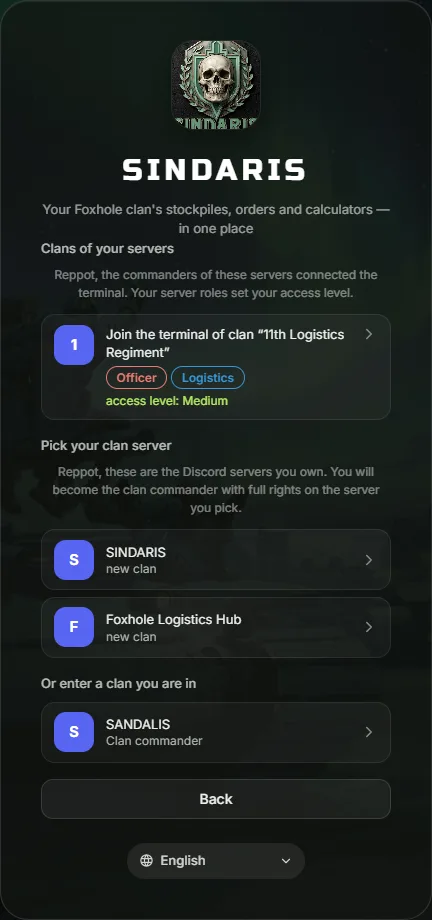 SINDARIS
SINDARIS
Your Foxhole clan's stockpiles, orders and calculators —
in one place
Clans of your servers
Reppot, the commanders of these servers connected the
terminal. Your server roles set your access level.
1
Join the terminal of clan “11th Logistics
Regiment”
Officer Logistics
access level: Medium
Pick your clan server
Reppot, these are the Discord servers you own. You will
become the clan commander with full rights on the server
you pick.
S
SINDARIS
new clan
F
Foxhole Logistics Hub
new clan
Or enter a clan you are in
S
SANDALIS
Clan commander
Back
English